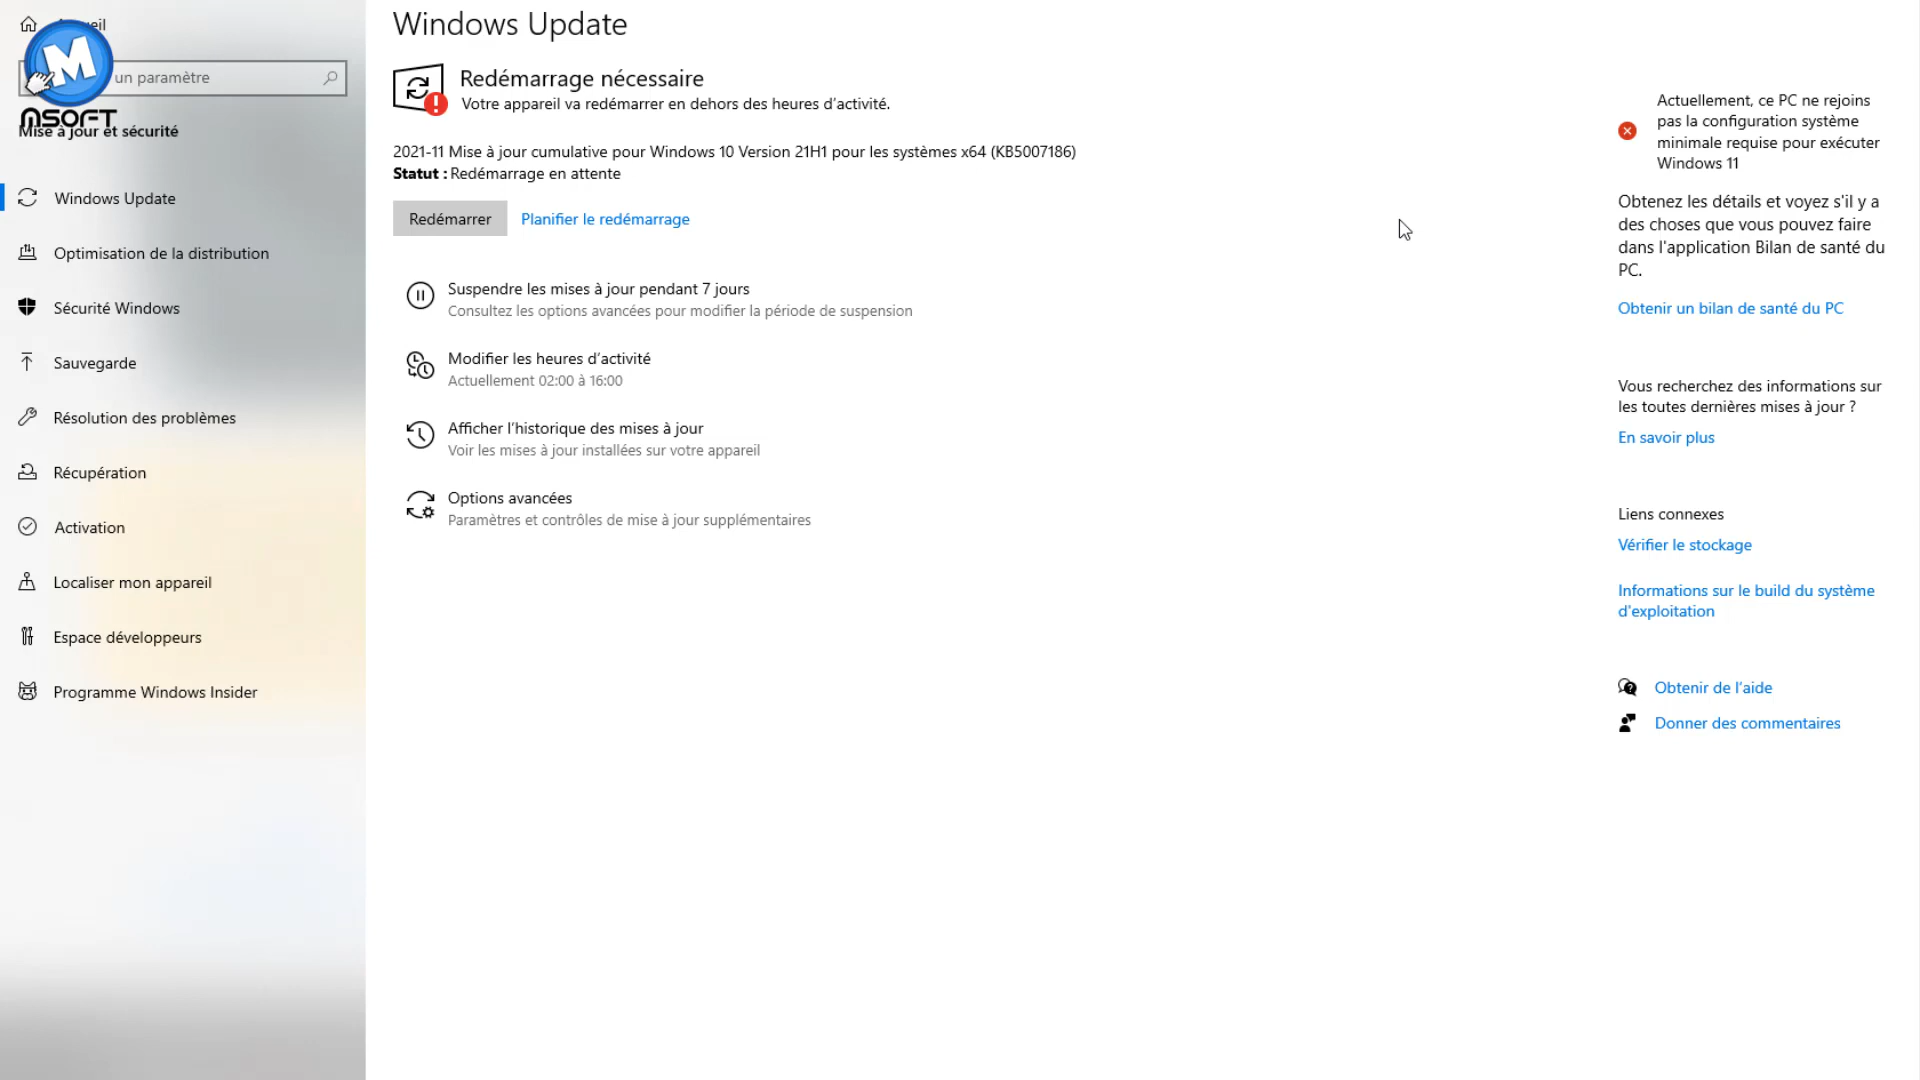 Windows Update
Redémarrage nécessaire
Votre appareil va redémarrer en dehors des heures d’activité.
2021-11 Mise à jour cumulative pour Windows 10 Version 21H1 pour les systèmes x64 (KB5007186)
Statut : Redémarrage en attente
Redémarrer Planifier le redémarrage
Suspendre les mises à jour pendant 7 jours
Consultez les options avancées pour modifier la période de suspension
Modifier les heures d’activité
Actuellement 02:00 à 16:00
Afficher l’historique des mises à jour
Voir les mises à jour installées sur votre appareil
Options avancées
Paramètres et contrôles de mise à jour supplémentaires
un paramètre
M
MSOFT
Mise à jour et sécurité
Windows Update
Optimisation de la distribution
Sécurité Windows
Sauvegarde
Résolution des problèmes
Récupération
Activation
Localiser mon appareil
Espace développeurs
Programme Windows Insider
Actuellement, ce PC ne rejoins
pas la configuration système
minimale requise pour exécuter
Windows 11
Obtenez les détails et voyez s'il y a
des choses que vous pouvez faire
dans l'application Bilan de santé du
PC.
Obtenir un bilan de santé du PC
Vous recherchez des informations sur
les toutes dernières mises à jour ?
En savoir plus
Liens connexes
Vérifier le stockage
Informations sur le build du système
d'exploitation
Obtenir de l’aide
Donner des commentaires